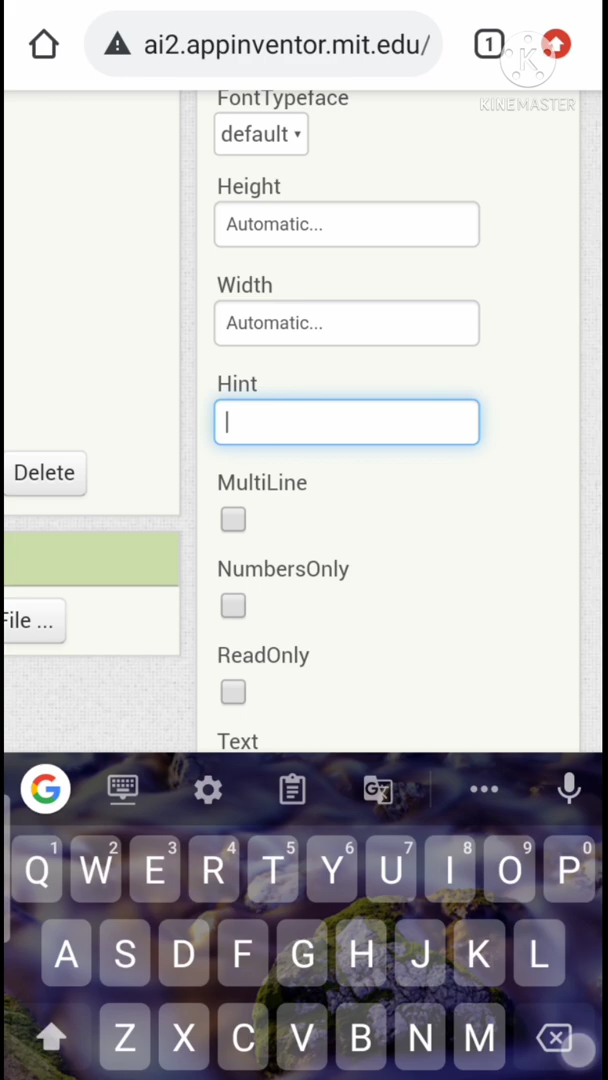 ai2.appinventor.mit.edu/
1
K
KINEMASTER
FontTypeface
default
Height
Automatic...
Width
Automatic...
Hint
Delete
MultiLine
NumbersOnly
File ...
ReadOnly
Text
G
1 2 3 4 5 6 7 8 9 0
Q W E R T Y U I O P
A S D F G H J K L
Z X C V B N M